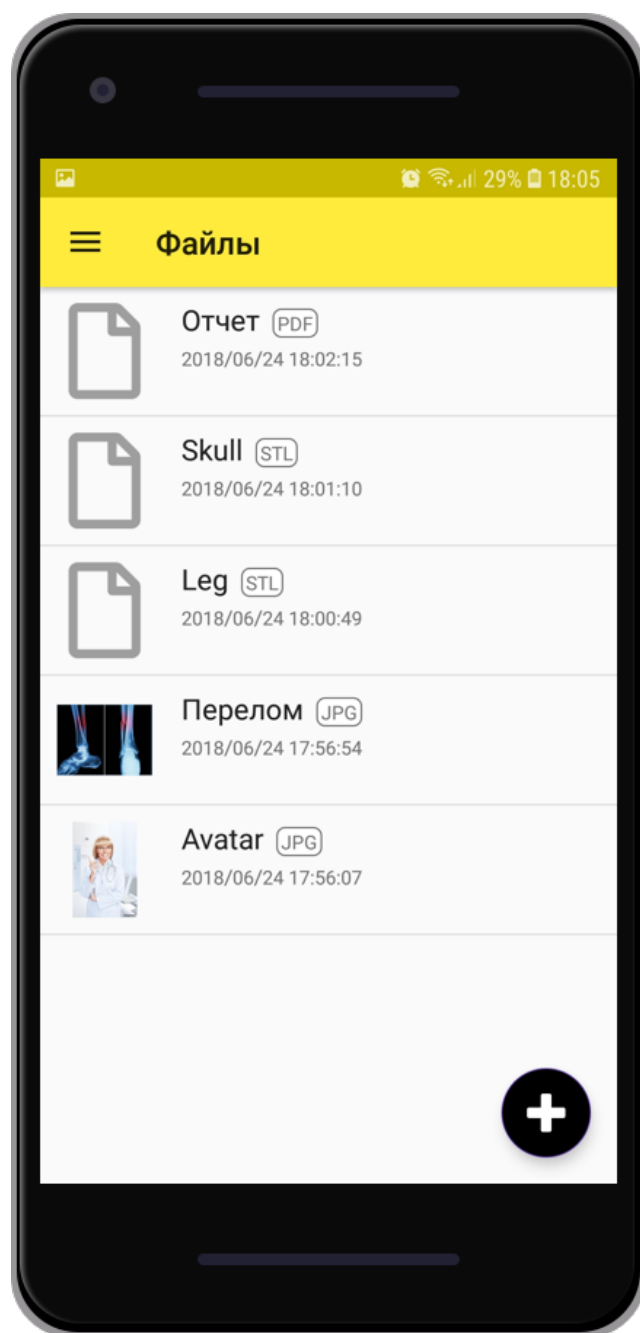 29% 18:05
Файлы
Отчет PDF
2018/06/24 18:02:15
Skull STL
2018/06/24 18:01:10
Leg STL
2018/06/24 18:00:49
Перелом JPG
2018/06/24 17:56:54
Avatar JPG
2018/06/24 17:56:07